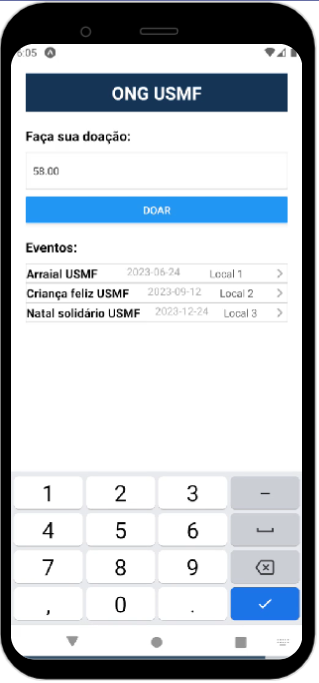 5:05
ONG USMF
Faça sua doação:
58.00
DOAR
Eventos:
Arraial USMF 2023-06-24 Local 1
Criança feliz USMF 2023-09-12 Local 2
Natal solidário USMF 2023-12-24 Local 3
1 2 3 –
4 5 6
7 8 9
, 0 .